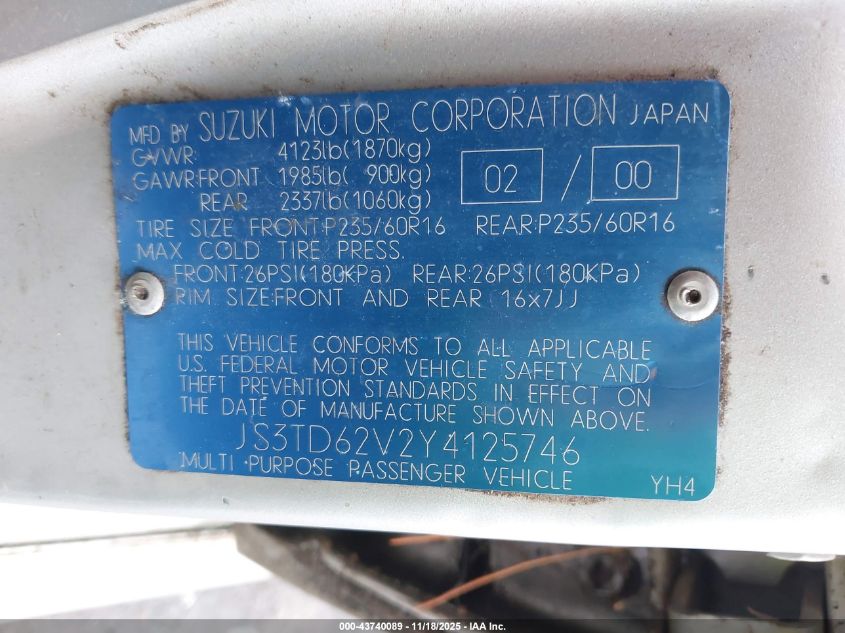 MFD BY SUZUKI MOTOR CORPORATION JAPAN
GVWR: 4123lb(1870kg)
GAWR:FRONT 1985lb( 900kg) 02 / 00
REAR 2337lb(1060kg)
TIRE SIZE FRONT:P235/60R16 REAR:P235/60R16
MAX COLD TIRE PRESS.
FRONT:26PSI(180KPa) REAR:26PSI(180KPa)
RIM SIZE:FRONT AND REAR 16x7JJ
THIS VEHICLE CONFORMS TO ALL APPLICABLE
U.S. FEDERAL MOTOR VEHICLE SAFETY AND
THEFT PREVENTION STANDARDS IN EFFECT ON
THE DATE OF MANUFACTURE SHOWN ABOVE.
JS3TD62V2Y4125746
MULTI PURPOSE PASSENGER VEHICLE YH4
000-43740089 - 11/18/2025 - IAA Inc.